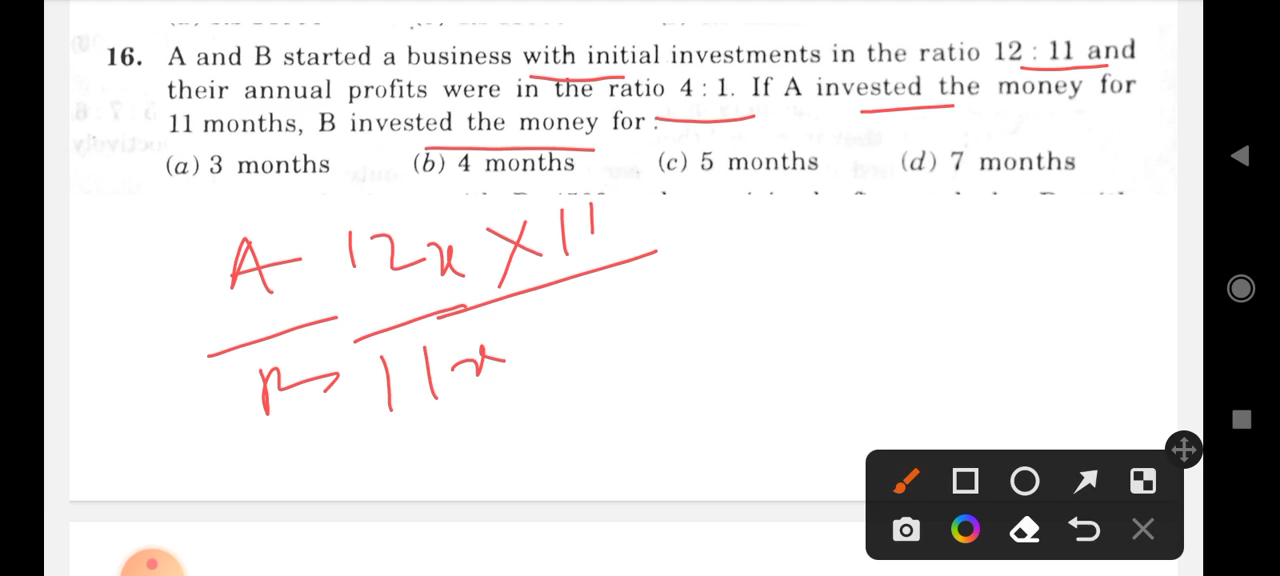 16. A and B started a business with initial investments in the ratio 12 : 11 and
their annual profits were in the ratio 4 : 1. If A invested the money for
11 months, B invested the money for :
(a) 3 months (b) 4 months (c) 5 months (d) 7 months
A 12x × 11
B 11x